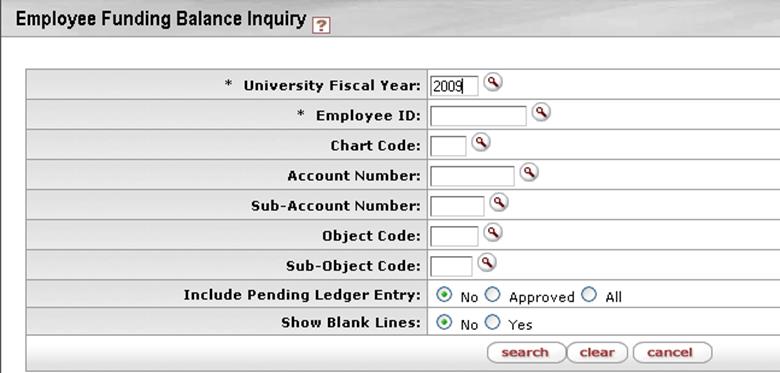 Employee Funding Balance Inquiry ?
* University Fiscal Year: 2009
* Employee ID:
Chart Code:
Account Number:
Sub-Account Number:
Object Code:
Sub-Object Code:
Include Pending Ledger Entry: No Approved All
Show Blank Lines: No Yes
search clear cancel